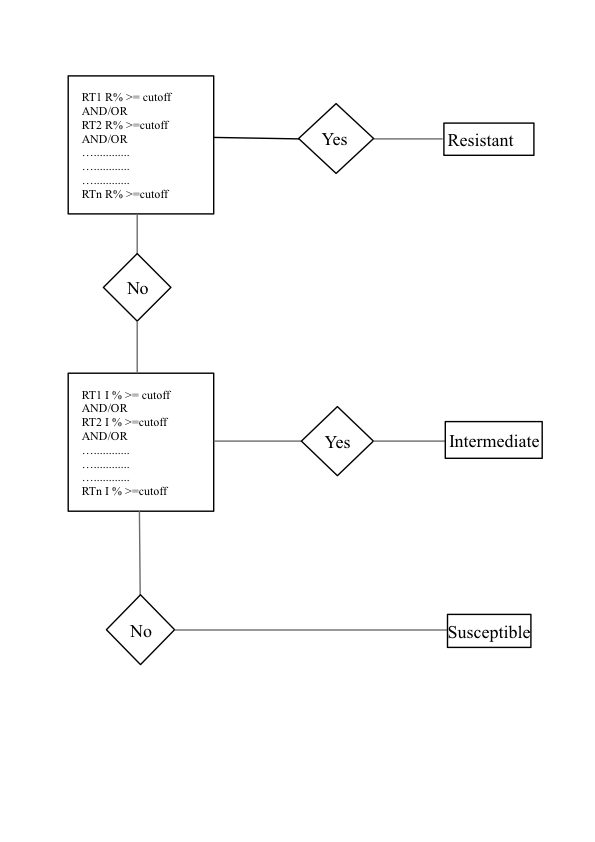 RT1 R% >= cutoff
AND/OR
RT2 R% >=cutoff
AND/OR
…............
…............
…............
RTn R% >=cutoff
Yes
Resistant
No
RT1 I % >= cutoff
AND/OR
RT2 I % >=cutoff
AND/OR
…............
…............
…............
RTn I % >=cutoff
Yes
Intermediate
No
Susceptible